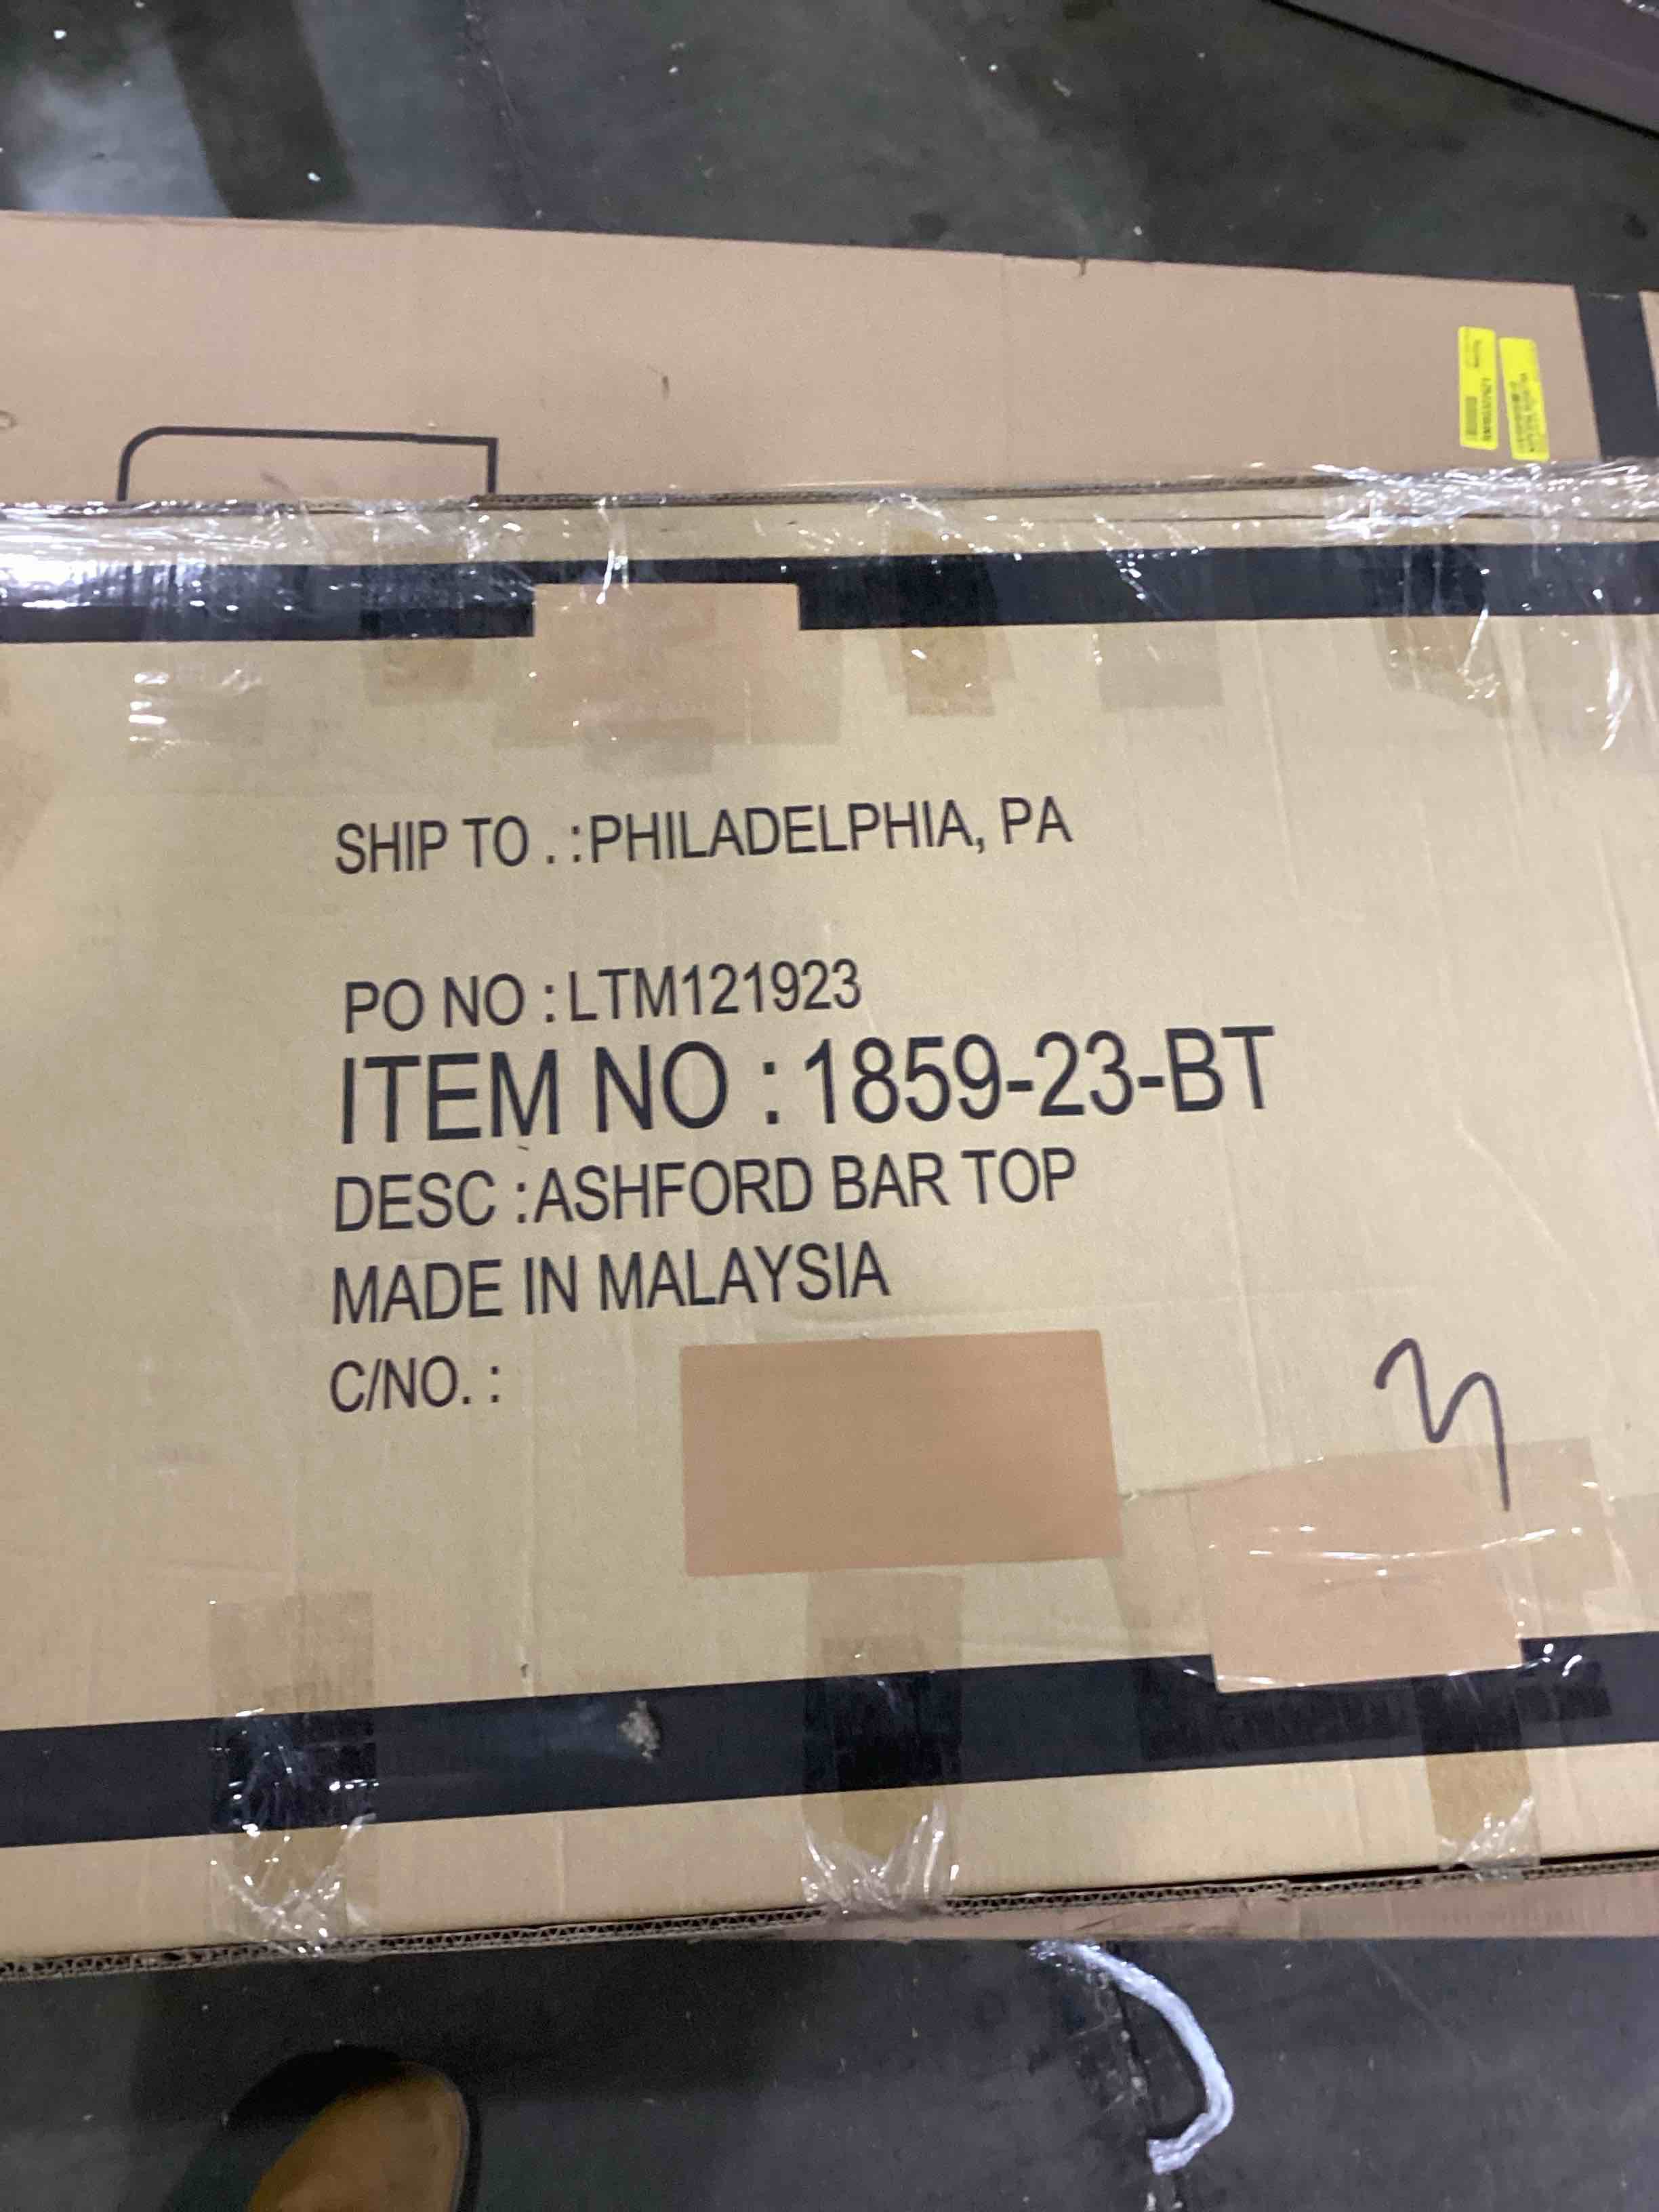 SHIP TO . : PHILADELPHIA, PA
PO NO : LTM121923
ITEM NO : 1859-23-BT
DESC : ASHFORD BAR TOP
MADE IN MALAYSIA
C/NO. :